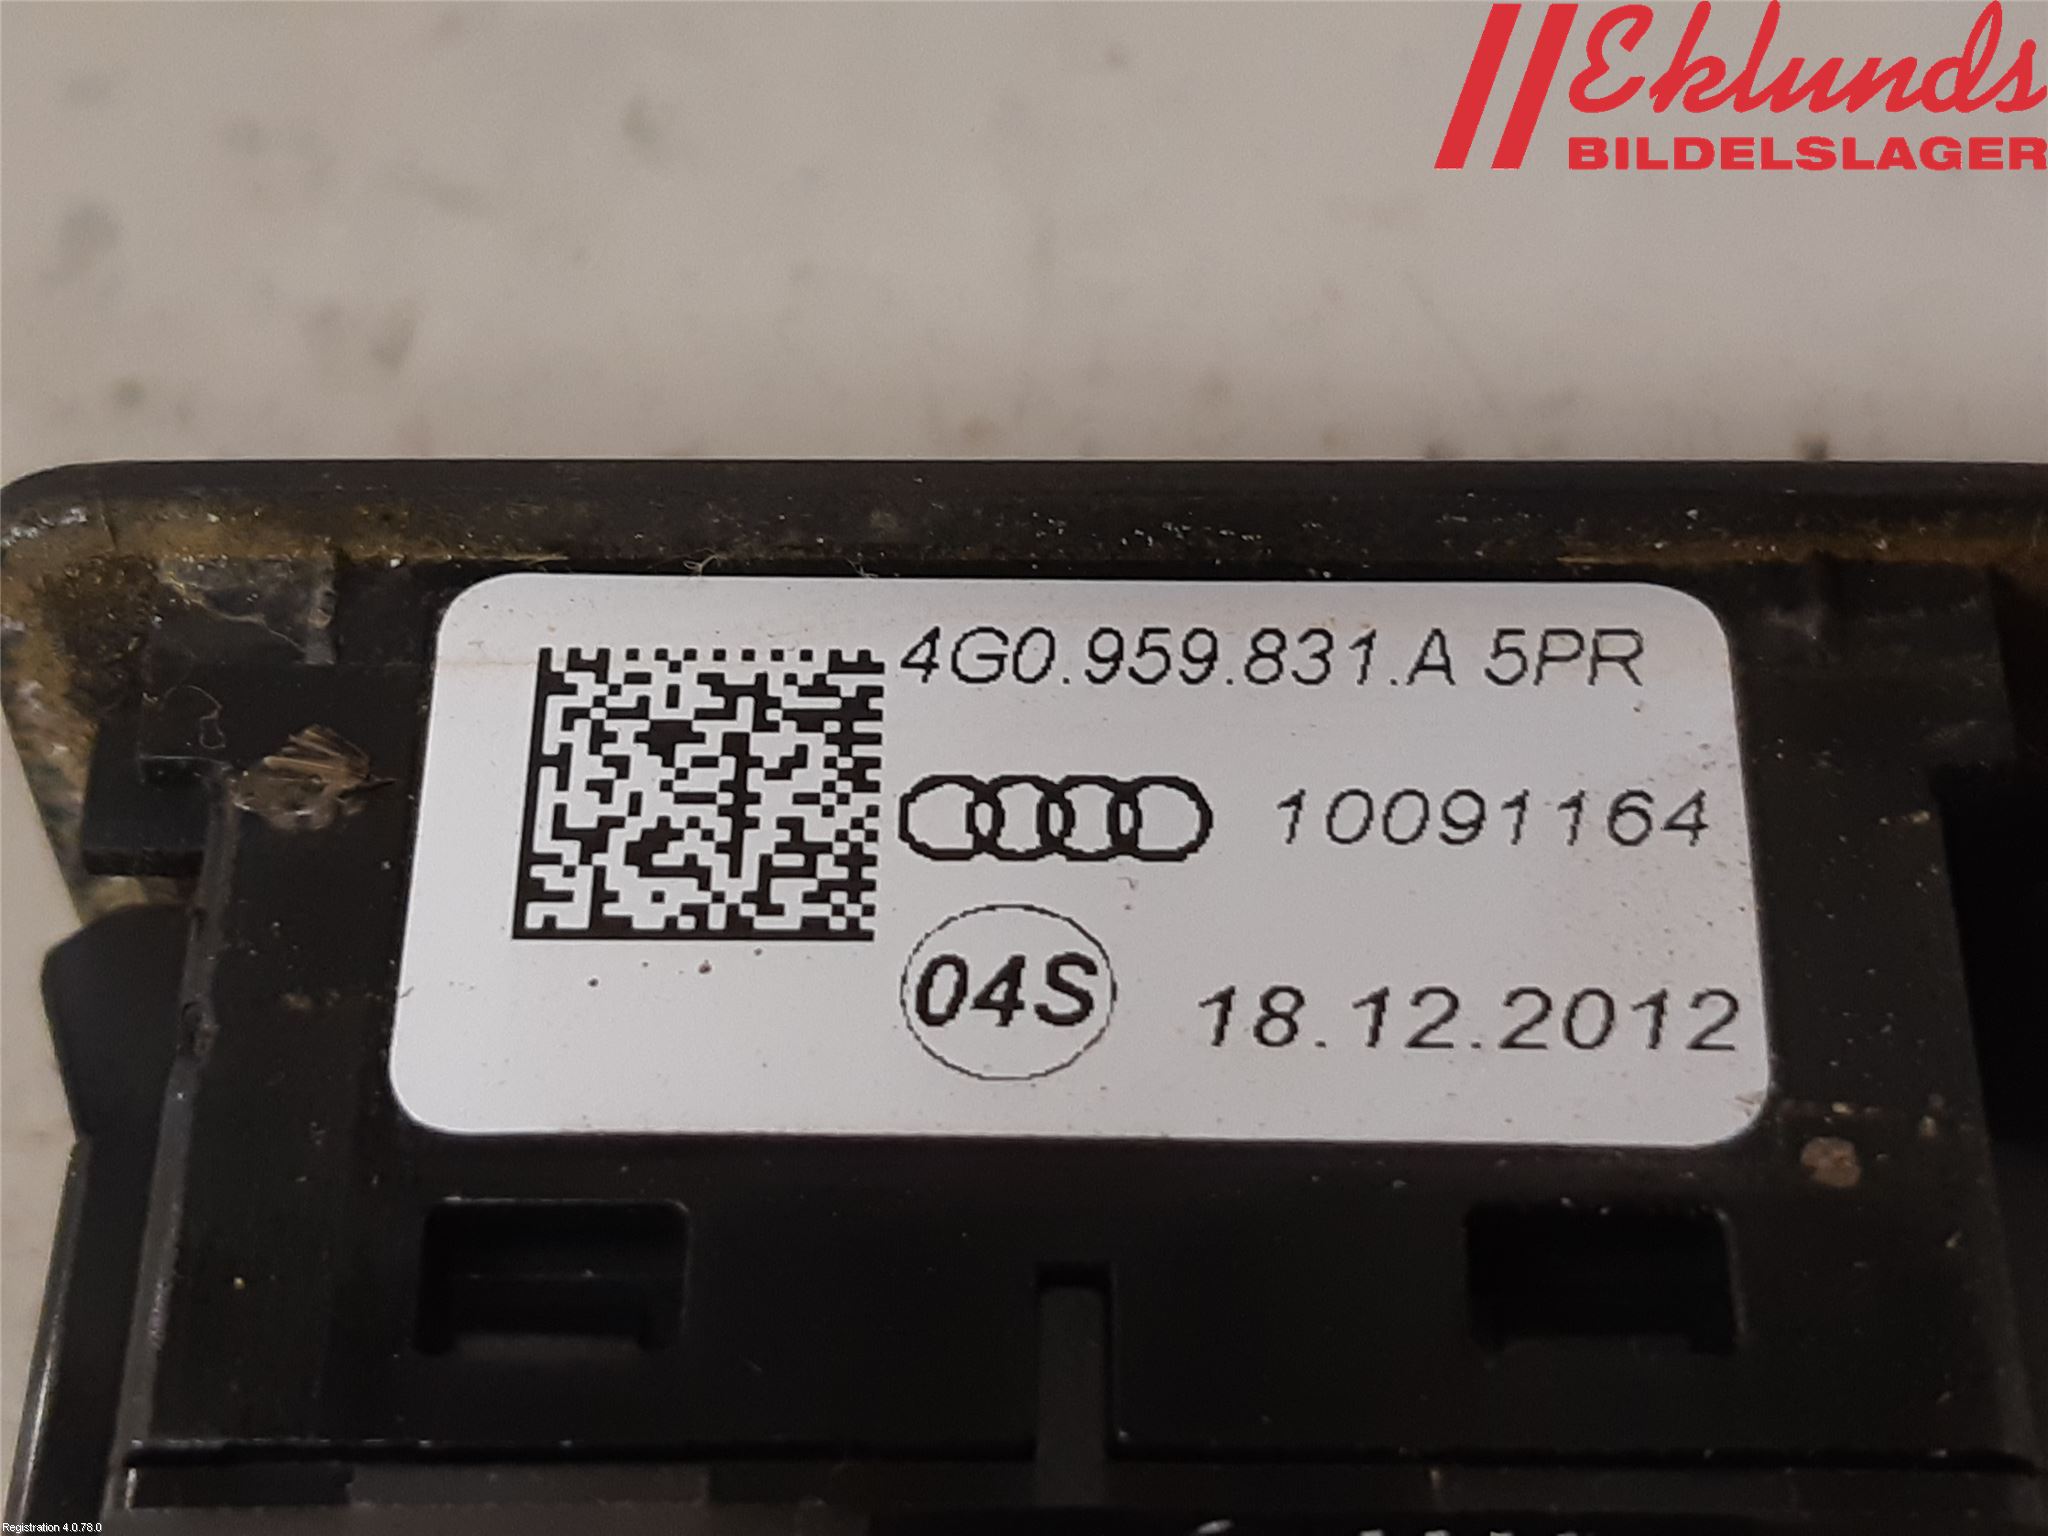 Eklunds
BILDELSLAGER
4G0.959.831.A 5PR
10091164
04S
18.12.2012
Registration 4.0.78.0